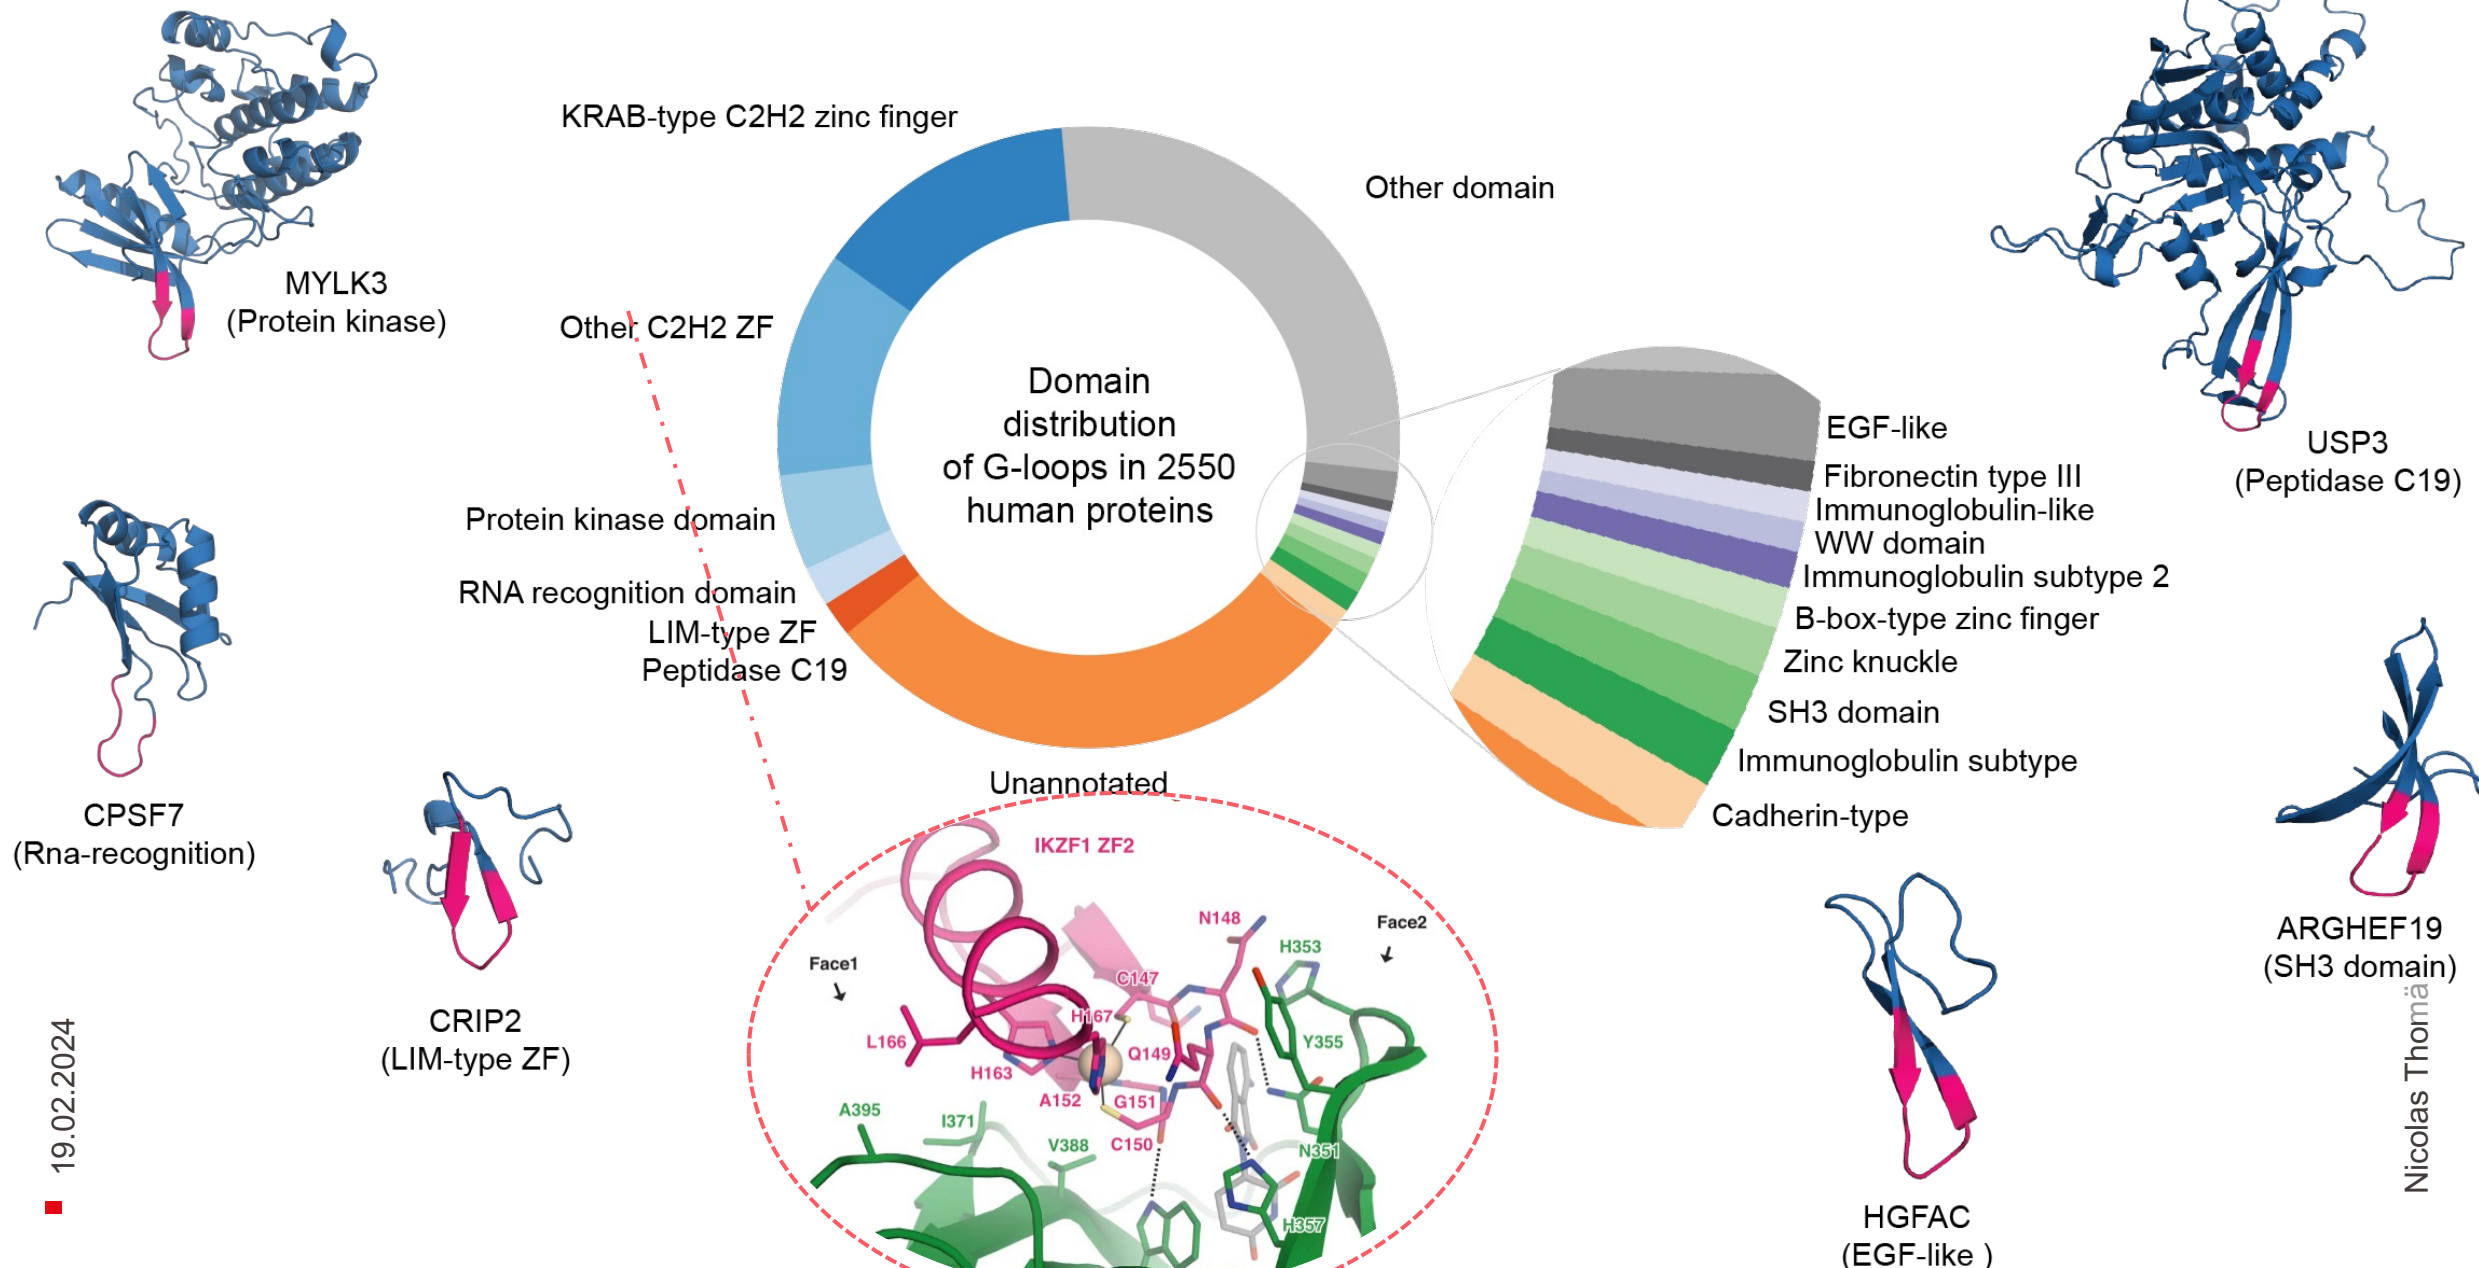 KRAB-type C2H2 zinc finger
Other domain
MYLK3
(Protein kinase)
Other C2H2 ZF
Domain
distribution
of G-loops in 2550
human proteins
Protein kinase domain
RNA recognition domain
LIM-type ZF
Peptidase C19
Unannotated
EGF-like
Fibronectin type III
Immunoglobulin-like
WW domain
Immunoglobulin subtype 2
B-box-type zinc finger
Zinc knuckle
SH3 domain
Immunoglobulin subtype
Cadherin-type
USP3
(Peptidase C19)
CPSF7
(Rna-recognition)
CRIP2
(LIM-type ZF)
ARGHEF19
(SH3 domain)
HGFAC
(EGF-like )
IKZF1 ZF2
Face1
Face2
N148
H353
C147
H167
L166
Q149
Y355
H163
A152
G151
A395
I371
V388
C150
N351
H357
19.02.2024
Nicolas Thomä